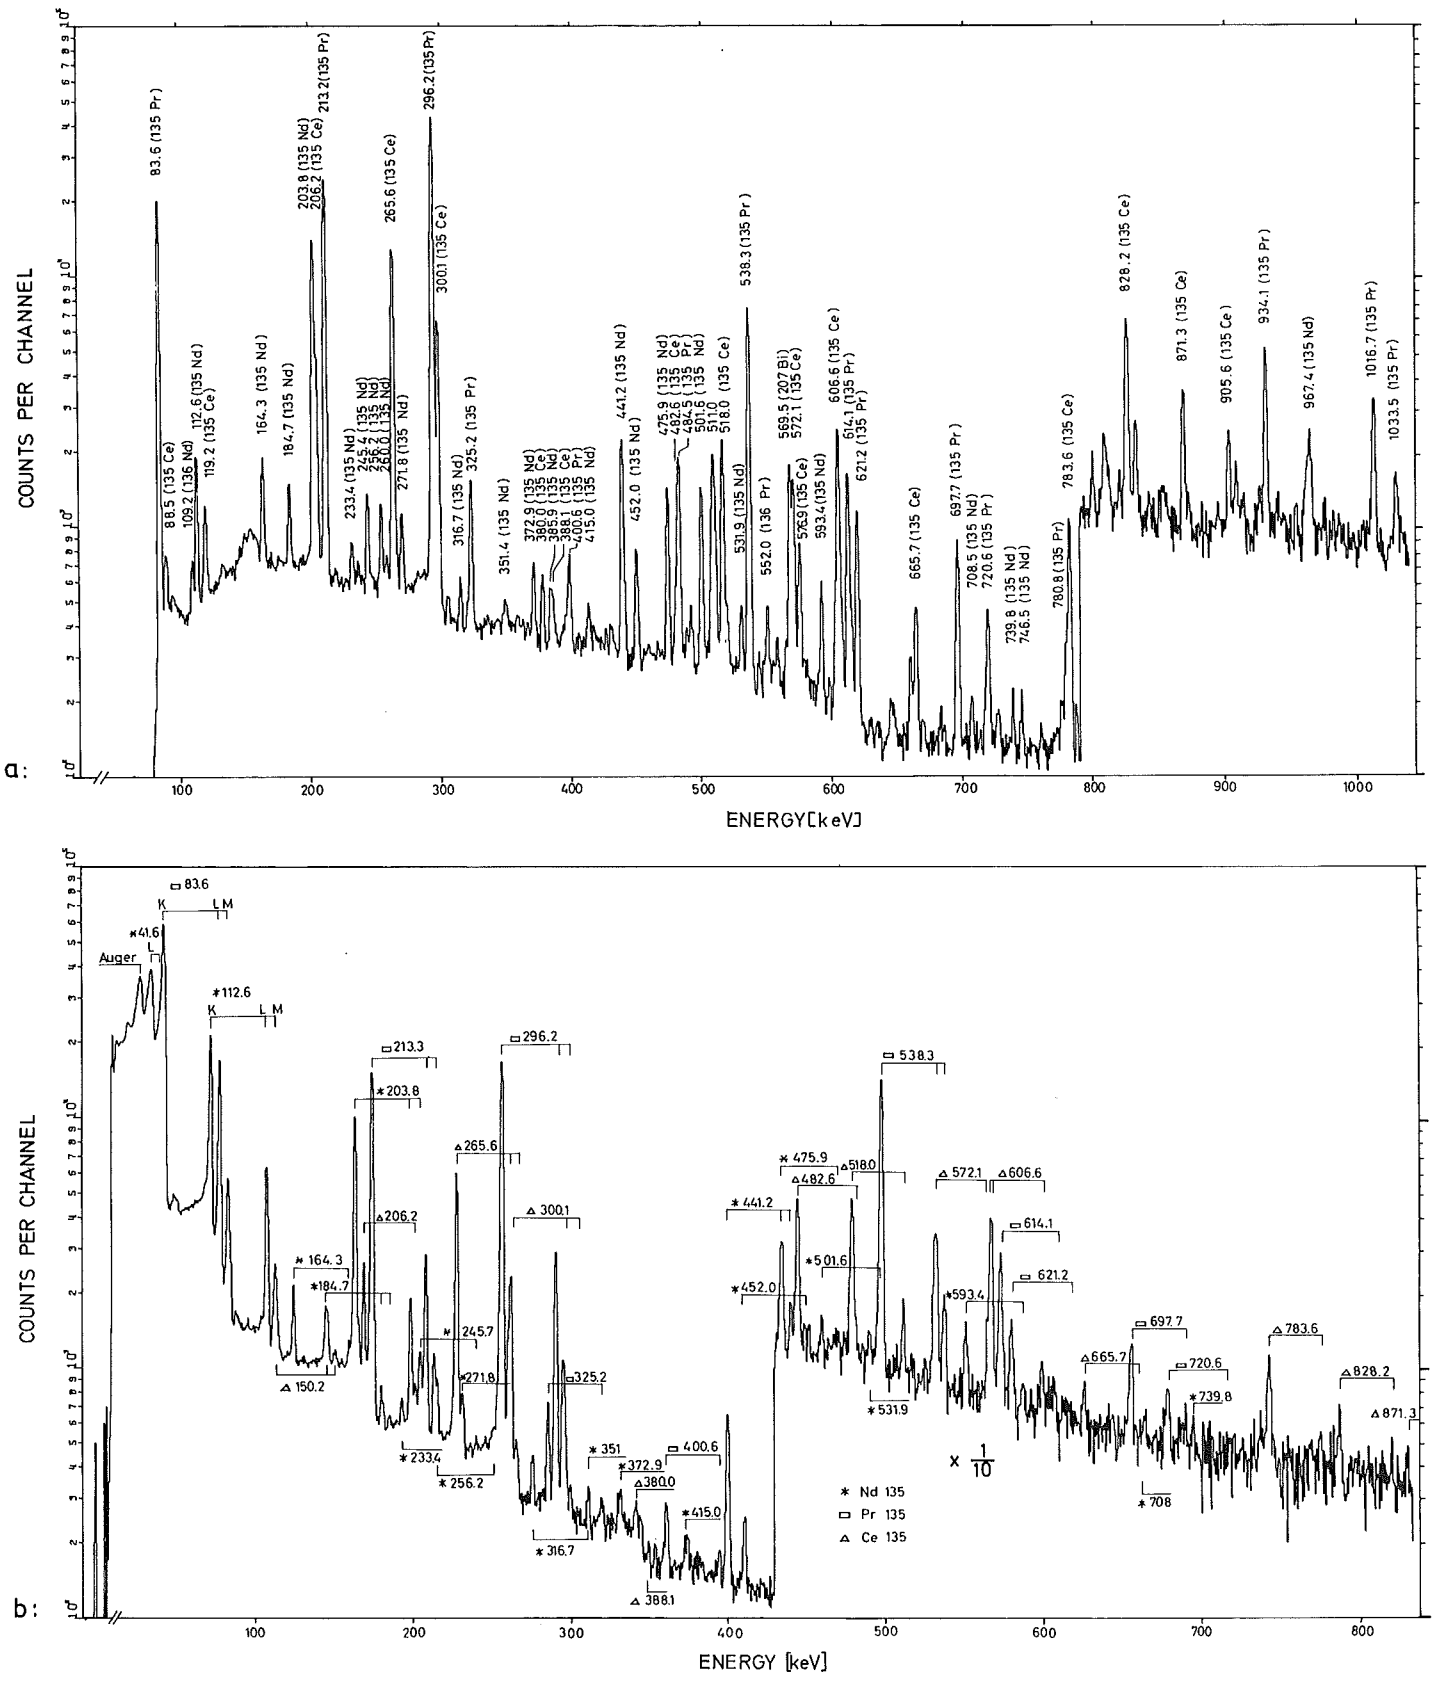 COUNTS PER CHANNEL
83.6 (135 Pr)
88.5 (135 Ce)
109.2 (136 Nd)
112.6 (135 Nd)
119.2 (135 Ce)
164.3 (135 Nd)
184.7 (135 Nd)
203.8 (135 Nd)
206.2 (135 Ce)
213.2 (135 Pr)
233.4 (135 Nd)
245.4 (135 Nd)
256.2 (135 Nd)
260.0 (135 Nd)
265.6 (135 Ce)
271.8 (135 Nd)
296.2 (135 Pr)
300.1 (135 Ce)
316.7 (135 Nd)
325.2 (135 Pr)
351.4 (135 Nd)
372.9 (135 Nd)
380.0 (135 Ce)
385.9 (135 Nd)
388.1 (135 Ce)
400.6 (135 Pr)
415.0 (135 Nd)
441.2 (135 Nd)
452.0 (135 Nd)
475.9 (135 Nd)
482.6 (135 Ce)
484.5 (135 Pr)
501.6 (135 Nd)
511.0
518.0 (135 Ce)
531.9 (135 Nd)
538.3 (135 Pr)
552.0 (136 Pr)
569.5 (207 Bi)
572.1 (135 Ce)
576.9 (135 Ce)
593.4 (135 Nd)
606.6 (135 Ce)
614.1 (135 Pr)
621.2 (135 Pr)
665.7 (135 Ce)
697.7 (135 Pr)
708.5 (135 Nd)
720.6 (135 Pr)
739.8 (135 Nd)
746.5 (135 Nd)
780.8 (135 Pr)
783.6 (135 Ce)
828.2 (135 Ce)
871.3 (135 Ce)
905.6 (135 Ce)
934.1 (135 Pr)
967.4 (135 Nd)
1016.7 (135 Pr)
1033.5 (135 Pr)
a:
100 200 300 400 500 600 700 800 900 1000
ENERGY [keV]
COUNTS PER CHANNEL
▭ 83.6
K L M
* 41.6
L
Auger
* 112.6
K L M
▭ 296.2
▭ 213.3
▭ 538.3
* 203.8
△ 265.6
* 475.9
△ 518.0
△ 572.1
△ 606.6
△ 482.6
△ 206.2
△ 300.1
* 441.2
▭ 614.1
* 164.3
* 501.6
▭ 621.2
* 184.7
* 452.0
* 593.4
* 245.7
▭ 697.7
△ 783.6
△ 665.7
▭ 720.6
* 271.8
▭ 325.2
△ 828.2
△ 150.2
* 739.8
* 531.9
△ 871.3
* 233.4
* 351
▭ 400.6
* 372.9
× 1/10
* 256.2
△ 380.0
* Nd 135
* 708
* 415.0
▭ Pr 135
△ Ce 135
* 316.7
△ 388.1
b:
100 200 300 400 500 600 700 800
ENERGY [keV]